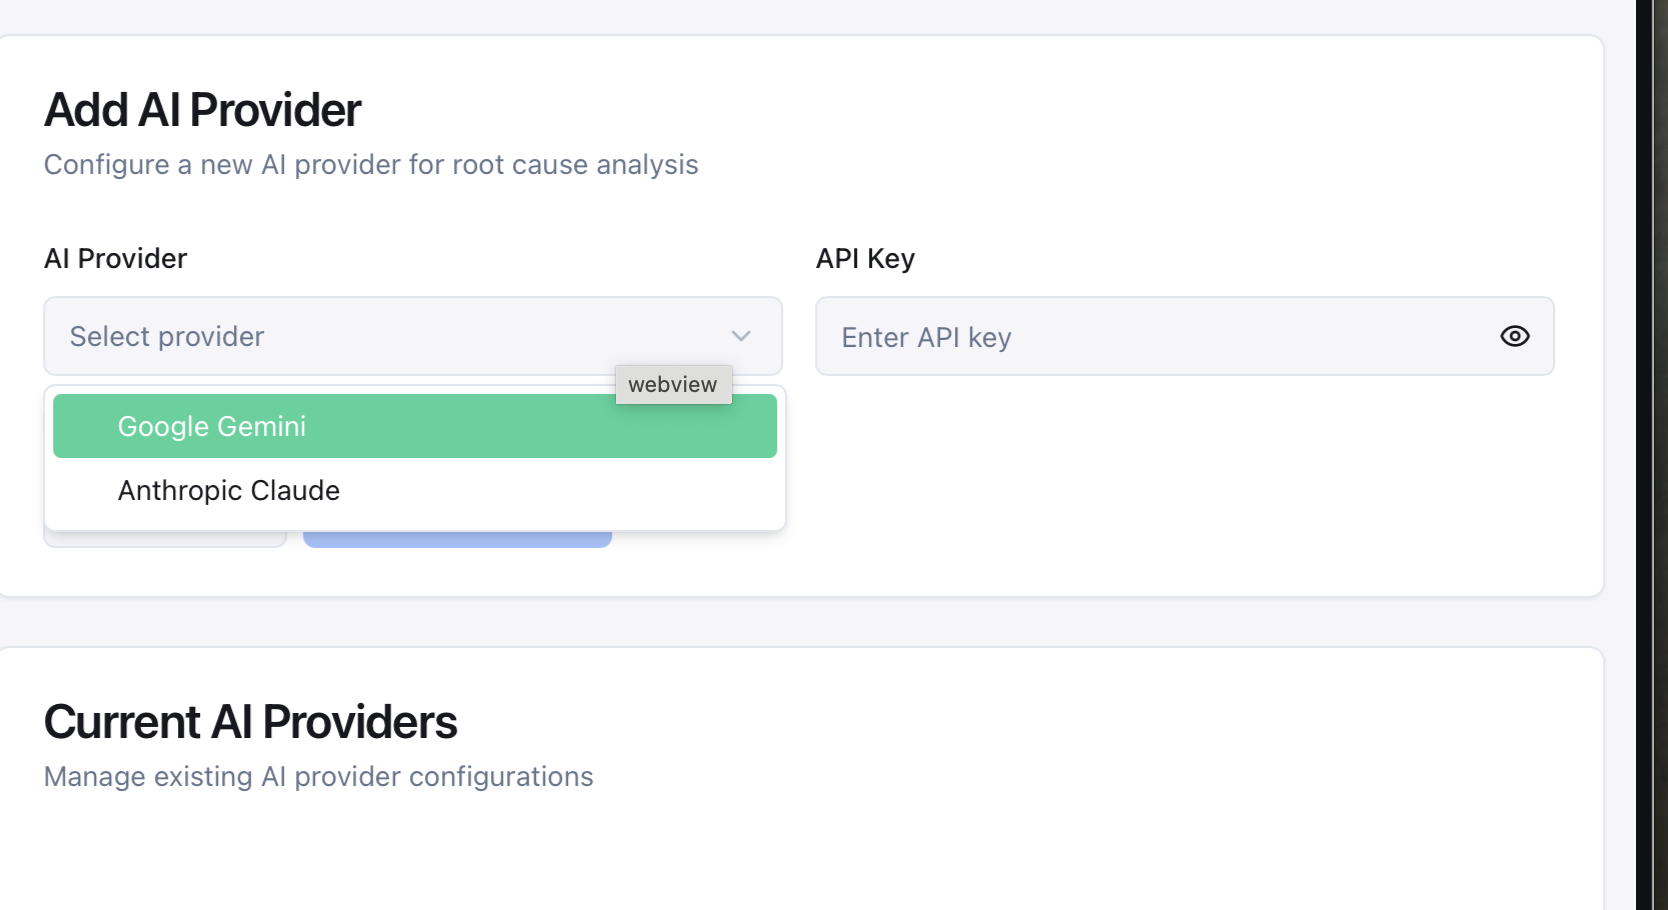 Add AI Provider
Configure a new AI provider for root cause analysis
AI Provider
API Key
Select provider
Enter API key
webview
Google Gemini
Anthropic Claude
Current AI Providers
Manage existing AI provider configurations